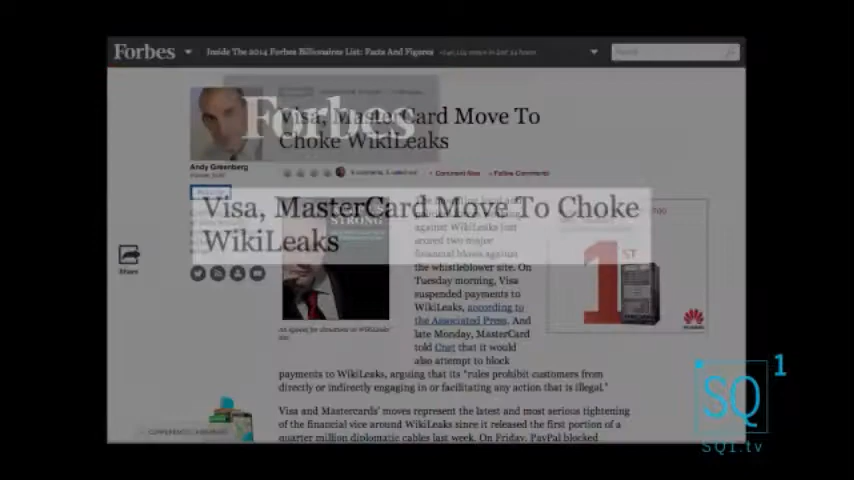 Forbes
Inside The 2014 Forbes Billionaires List: Facts And Figures
Forbes
Visa, MasterCard Move To
Choke WikiLeaks
Andy Greenberg
Comment Now
Follow Comments
Visa, MasterCard Move To Choke
WikiLeaks
STRONG
against WikiLeaks just
scored two major
financial blows against
the whistleblower site. On
Tuesday morning, Visa
suspended payments to
WikiLeaks, according to
the Associated Press. And
late Monday, MasterCard
told Cnet that it would
also attempt to block
payments to WikiLeaks, arguing that its "rules prohibit customers from
directly or indirectly engaging in or facilitating any action that is illegal."
Visa and Mastercards' moves represent the latest and most serious tightening
of the financial vice around WikiLeaks since it released the first portion of a
quarter million diplomatic cables last week. On Friday, PayPal blocked
Share
1ST
HUAWEI
SQ1
SQ1.tv